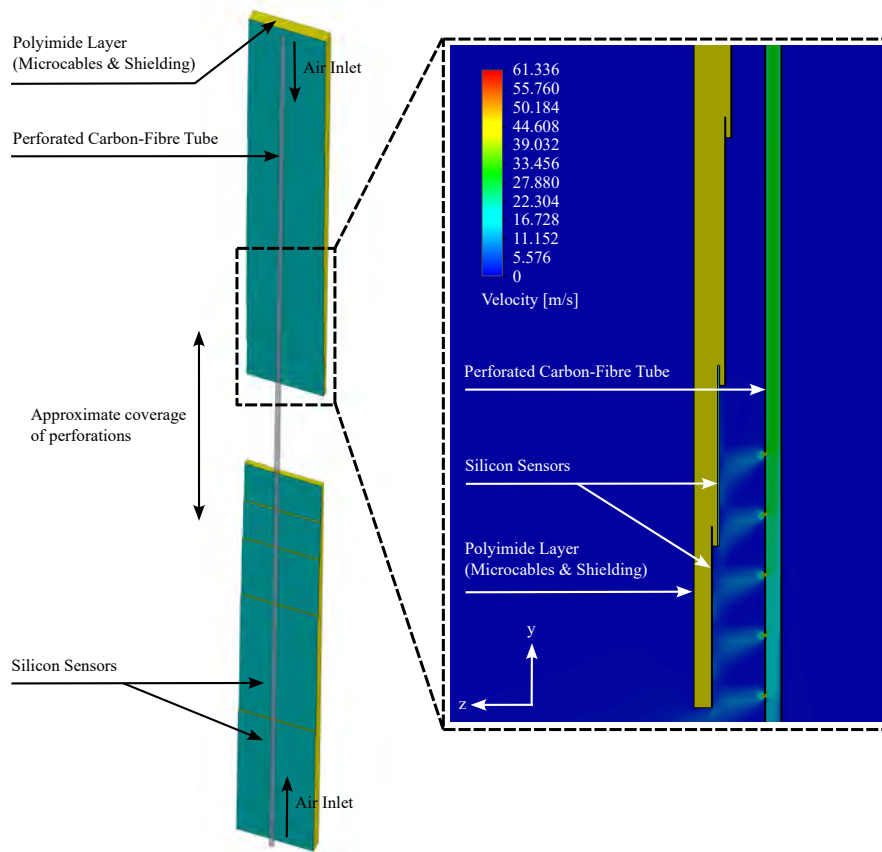 Polyimide Layer
(Microcables & Shielding)
Air Inlet
Perforated Carbon-Fibre Tube
Approximate coverage
of perforations
Silicon Sensors
Air Inlet
61.336
55.760
50.184
44.608
39.032
33.456
27.880
22.304
16.728
11.152
5.576
0
Velocity [m/s]
Perforated Carbon-Fibre Tube
Silicon Sensors
Polyimide Layer
(Microcables & Shielding)
y
z